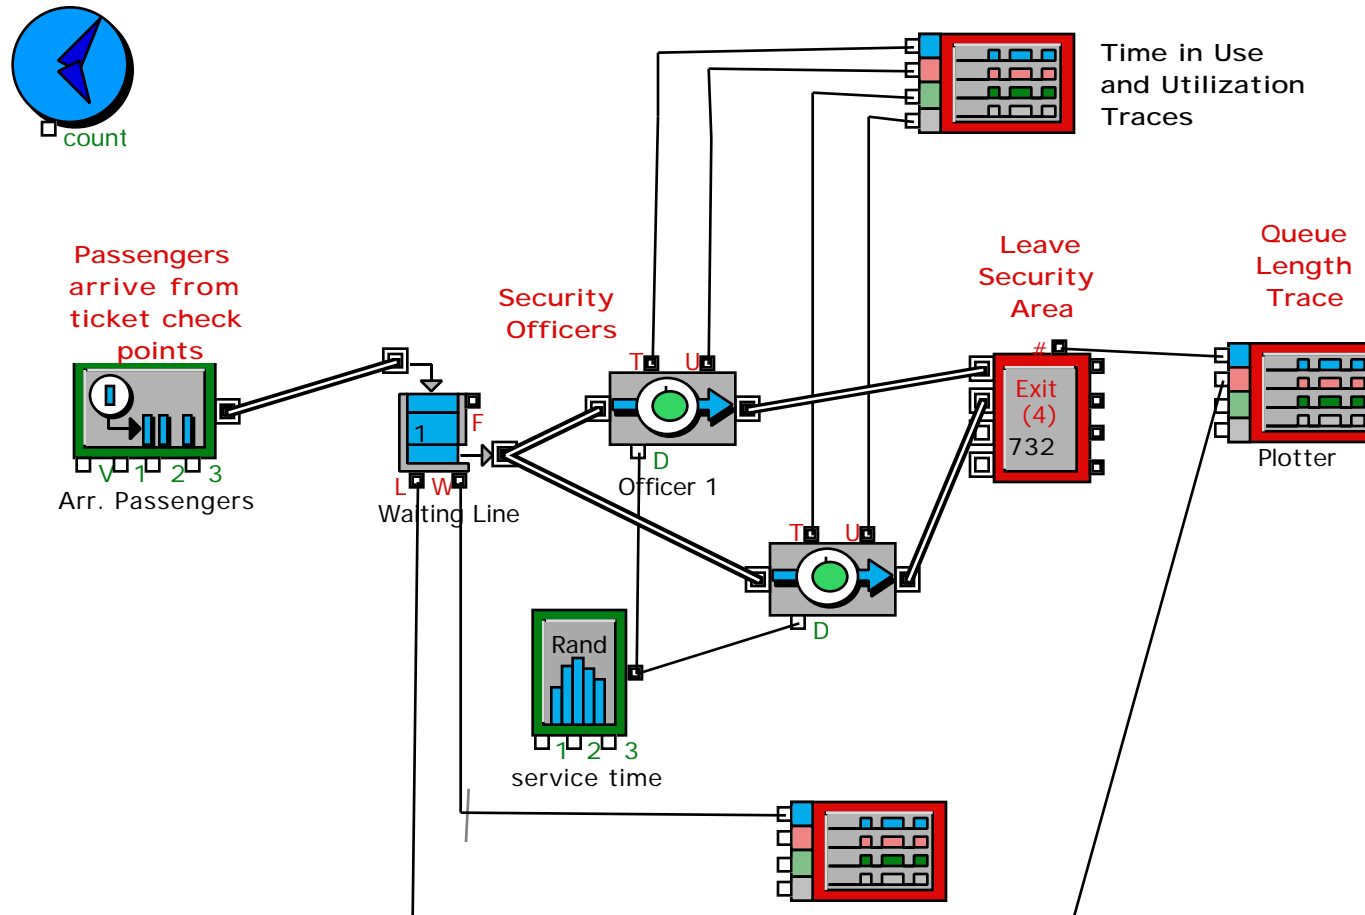 count
Time in Use
and Utilization
Traces
Passengers
arrive from
ticket check
points
Security
Officers
Leave
Security
Area
Queue
Length
Trace
T U
#
Exit
(4)
732
1
F
V 1 2 3
Arr. Passengers
L W
Waiting Line
D
Officer 1
Plotter
T U
D
Rand
1 2 3
service time